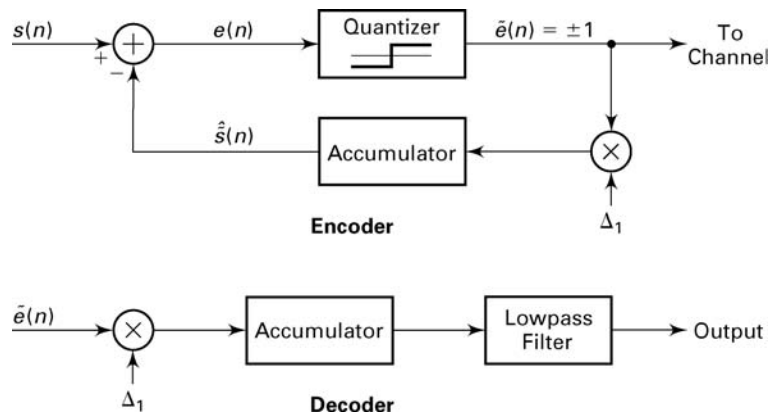 s(n)
+
+
−
e(n)
Quantizer
ẽ(n) = ±1
To
Channel
ŝ̃(n)
Accumulator
×
Δ₁
Encoder
ẽ(n)
×
Δ₁
Accumulator
Lowpass
Filter
Output
Decoder